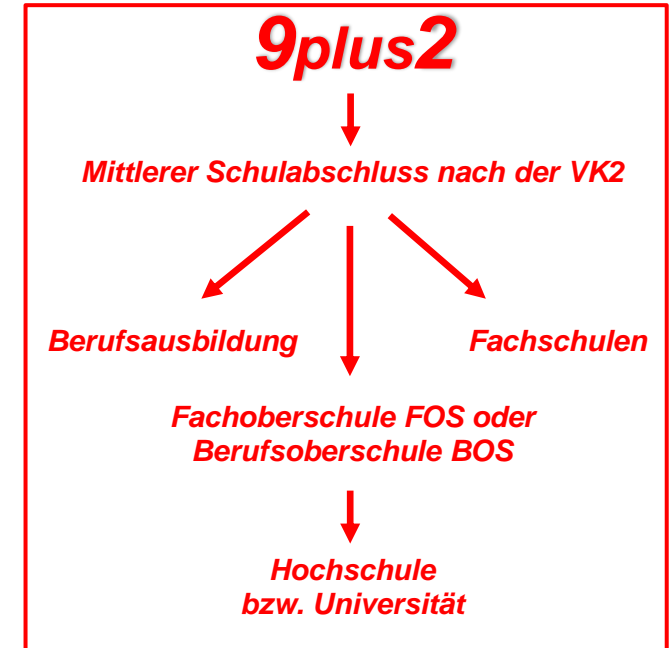 9plus2
Mittlerer Schulabschluss nach der VK2
Berufsausbildung
Fachschulen
Fachoberschule FOS oder
Berufsoberschule BOS
Hochschule
bzw. Universität